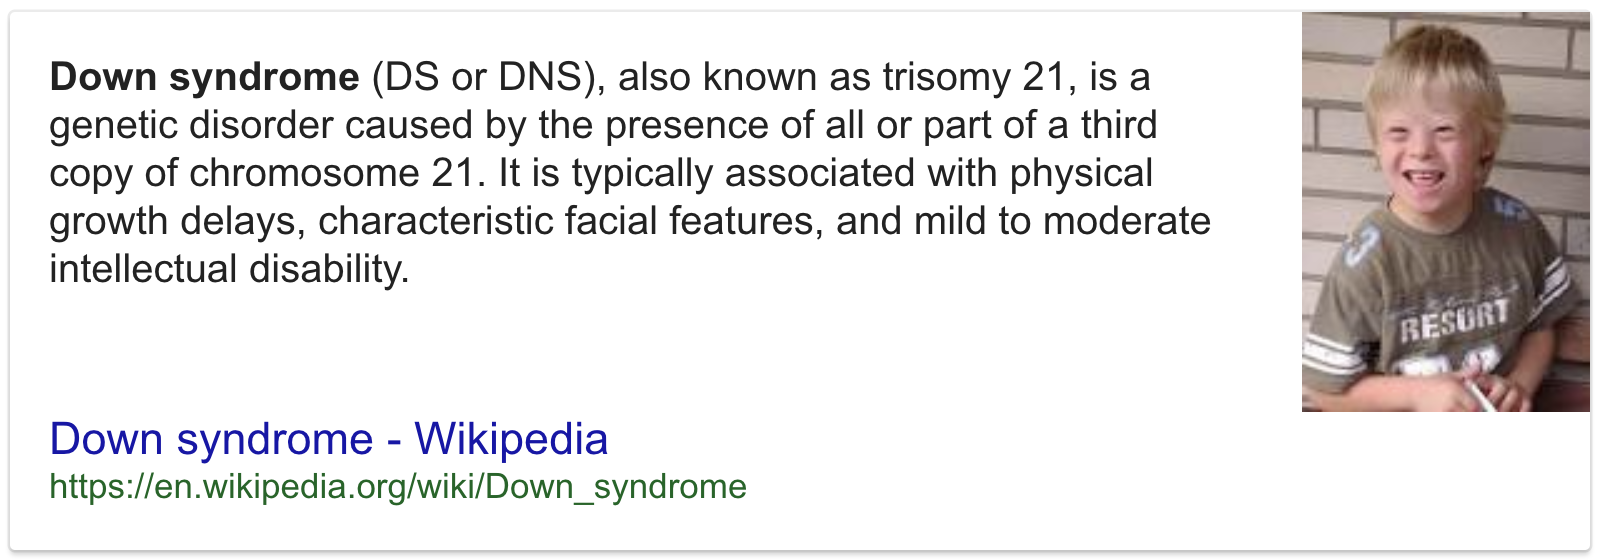 Down syndrome (DS or DNS), also known as trisomy 21, is a
genetic disorder caused by the presence of all or part of a third
copy of chromosome 21. It is typically associated with physical
growth delays, characteristic facial features, and mild to moderate
intellectual disability.
RESORT
Down syndrome - Wikipedia
https://en.wikipedia.org/wiki/Down_syndrome